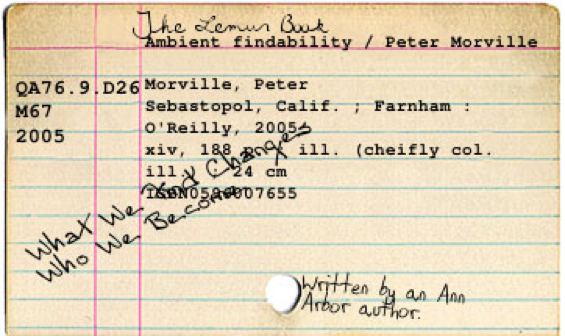 The Lemur Book
Ambient findability / Peter Morville
QA76.9.D26 Morville, Peter
M67 Sebastopol, Calif. ; Farnham :
2005 O'Reilly, 2005.
xiv, 188 ill. (cheifly col.
ill. 24 cm
007655
What We Find Changes
Who We Become
Written by an Ann
Arbor author.